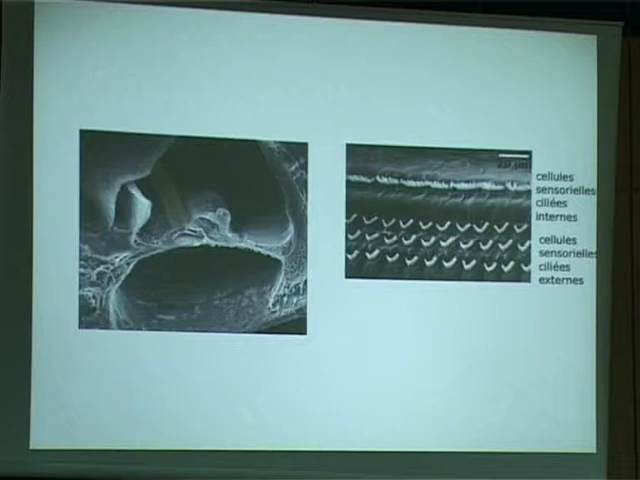 cellules
sensorielles
ciliées
internes
cellules
sensorielles
ciliées
externes